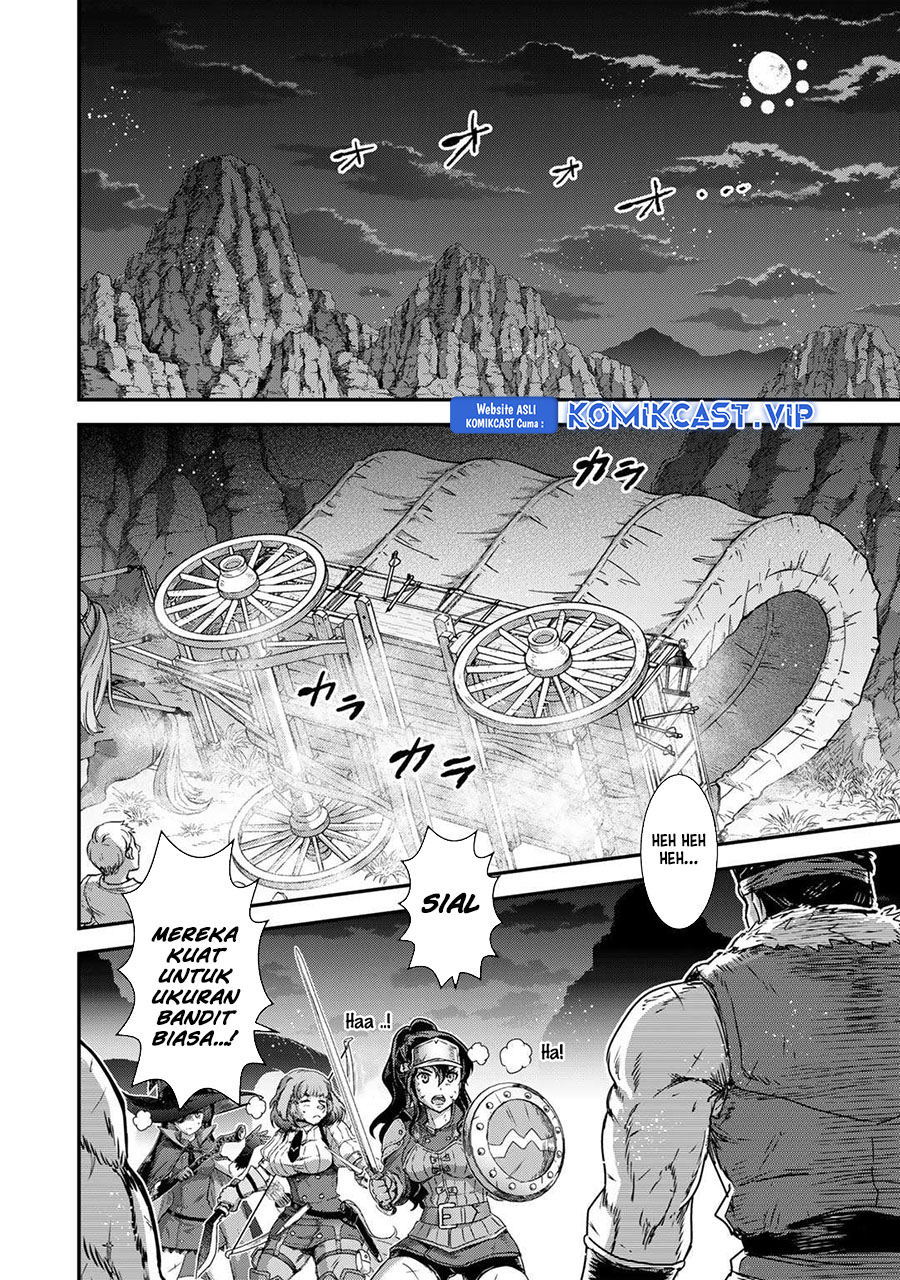 オオオオ...
Website ASLI
KOMIKCAST Cuma :
KOMIKCAST.VIP
カラ
カラ
カラ
HEH HEH
HEH...
SIAL
MEREKA
KUAT
UNTUK
UKURAN
BANDIT
BIASA...!
Haa ..!
Ha!